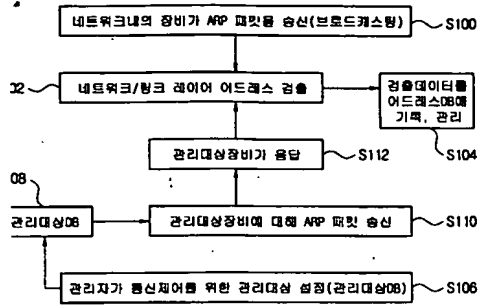 네트워크내의 장비가 ARP 패킷을 송신(브로드캐스팅)
S100
02
네트워크/링크 레이어 어드레스 검출
검출데이터를
어드레스DB에
기록, 관리
S104
관리대상장비가 응답
S112
08
관리대상DB
관리대상장비에 대해 ARP 패킷 송신
S110
관리자가 통신제어를 위한 관리대상 설정(관리대상DB)
S106